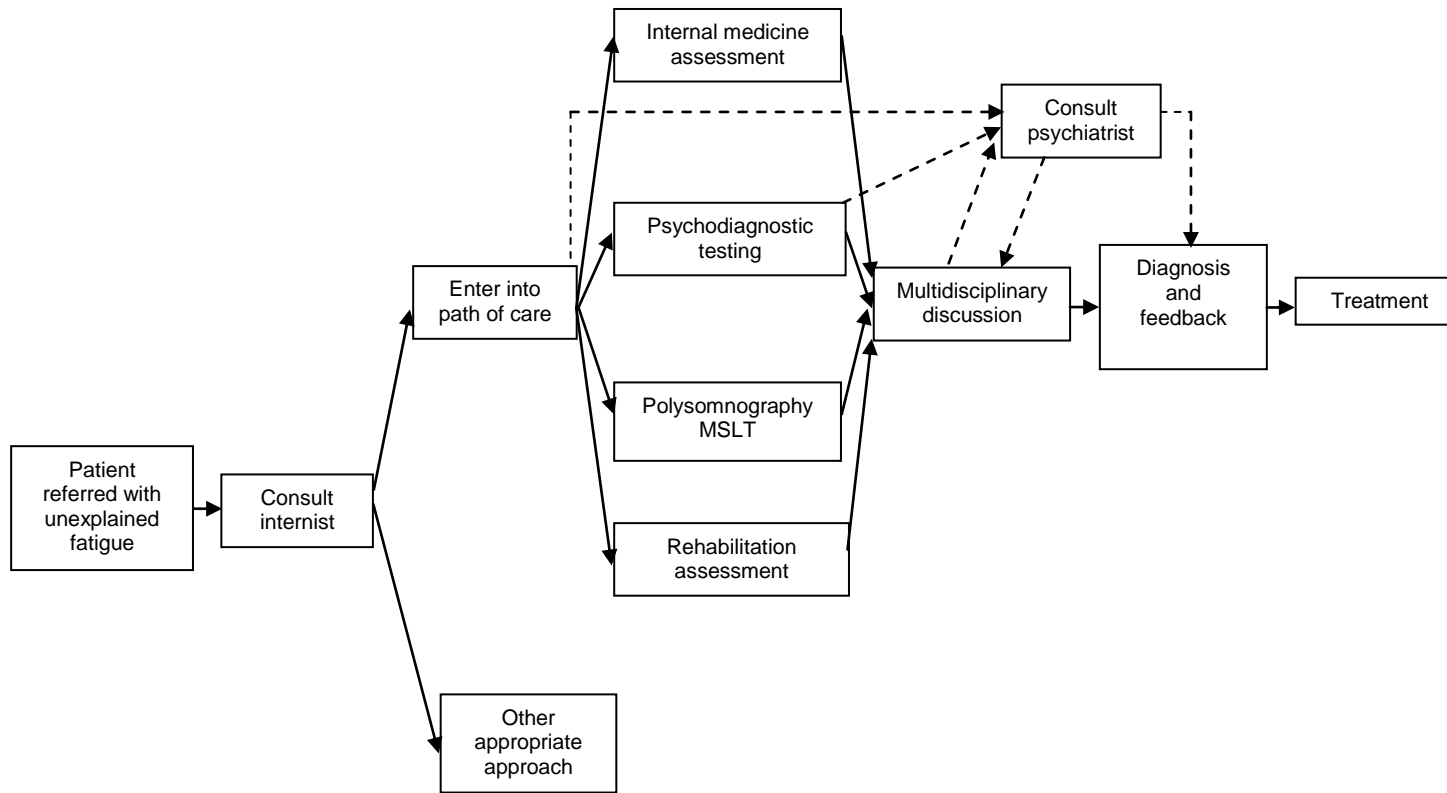 Internal medicine
assessment
Consult
psychiatrist
Psychodiagnostic
testing
Enter into
path of care
Multidisciplinary
discussion
Diagnosis
and
feedback
Treatment
Polysomnography
MSLT
Patient
referred with
unexplained
fatigue
Consult
internist
Rehabilitation
assessment
Other
appropriate
approach